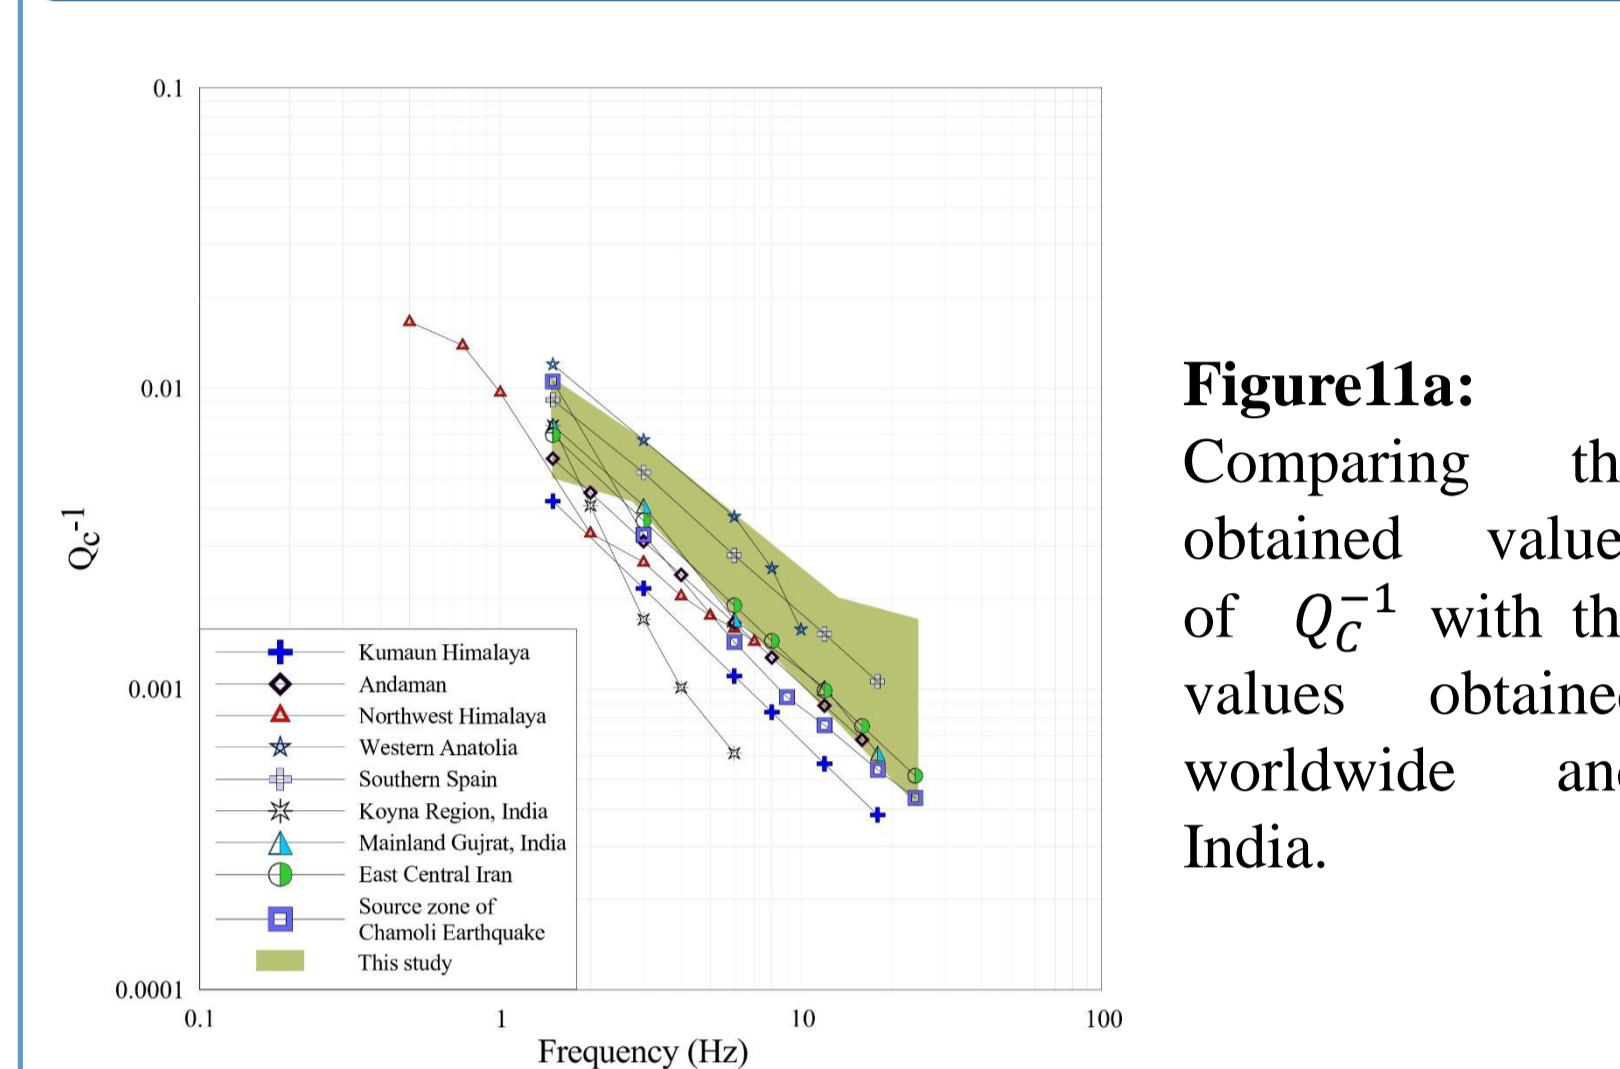 0.1
0.01
0.001
0.0001
Qc-1
Kumaun Himalaya
Andaman
Northwest Himalaya
Western Anatolia
Southern Spain
Koyna Region, India
Mainland Gujrat, India
East Central Iran
Source zone of
Chamoli Earthquake
This study
0.1 1 10 100
Frequency (Hz)
Figure11a:
Comparing th
obtained value
of Q_C^{-1} with th
values obtained
worldwide and
India.